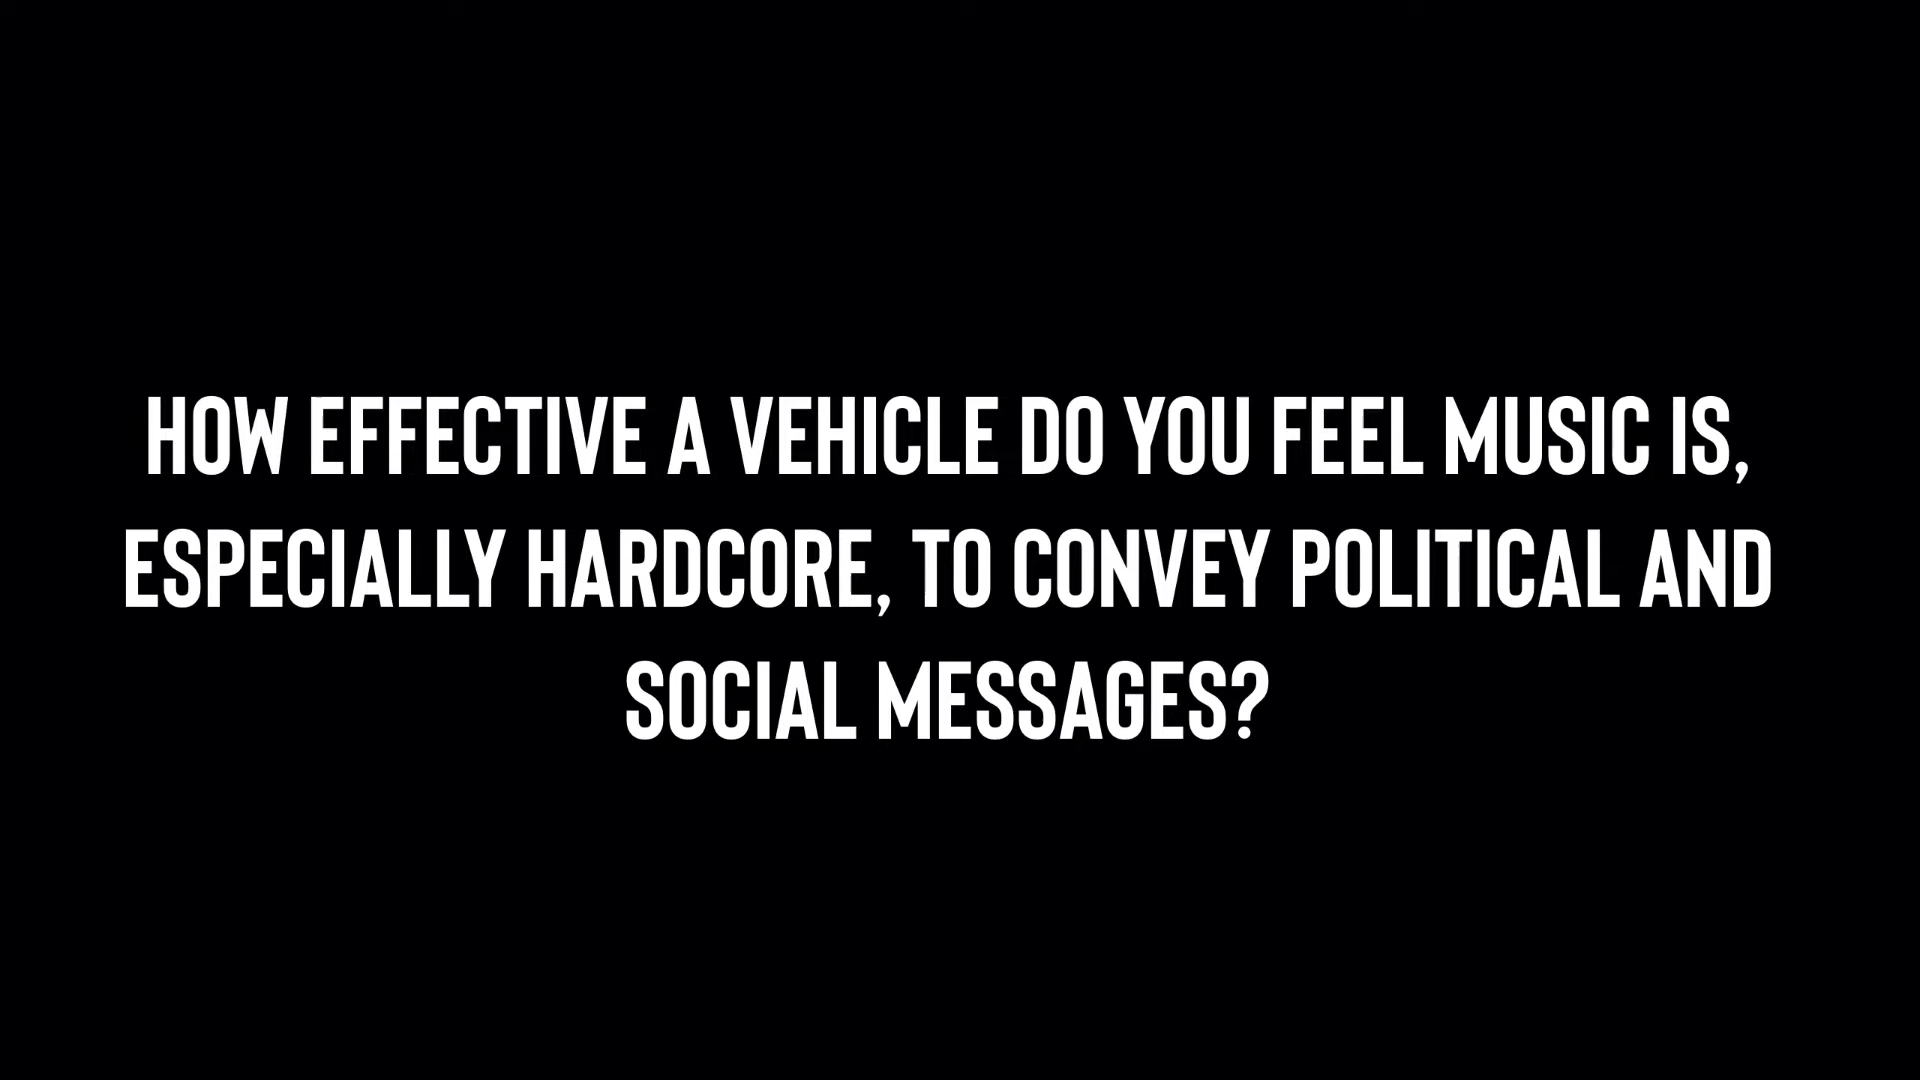 HOW EFFECTIVE A VEHICLE DO YOU FEEL MUSIC IS,
ESPECIALLY HARDCORE, TO CONVEY POLITICAL AND
SOCIAL MESSAGES?